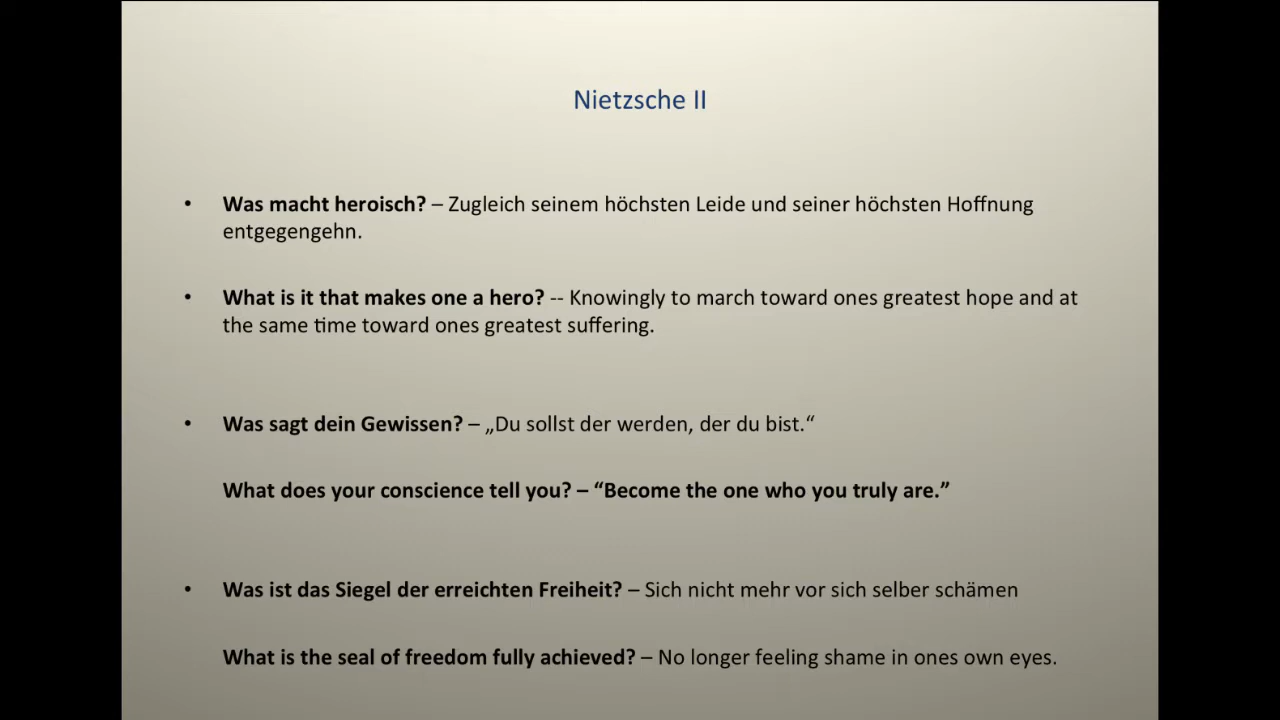 Nietzsche II
• Was macht heroisch? – Zugleich seinem höchsten Leide und seiner höchsten Hoffnung
entgegengehn.
• What is it that makes one a hero? -- Knowingly to march toward ones greatest hope and at
the same time toward ones greatest suffering.
• Was sagt dein Gewissen? – „Du sollst der werden, der du bist.“
What does your conscience tell you? – “Become the one who you truly are.”
• Was ist das Siegel der erreichten Freiheit? – Sich nicht mehr vor sich selber schämen
What is the seal of freedom fully achieved? – No longer feeling shame in ones own eyes.